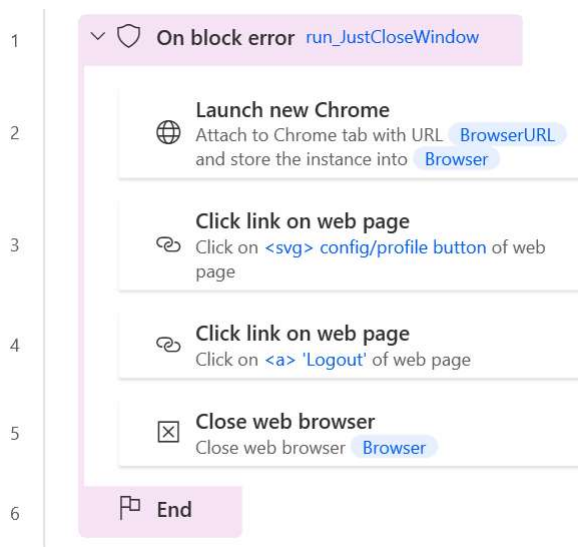 1 On block error run_JustCloseWindow
2 Launch new Chrome
Attach to Chrome tab with URL BrowserURL
and store the instance into Browser
Click link on web page
3 Click on <svg> config/profile button of web
page
Click link on web page
4 Click on <a> 'Logout' of web page
5 Close web browser
Close web browser Browser
6 End